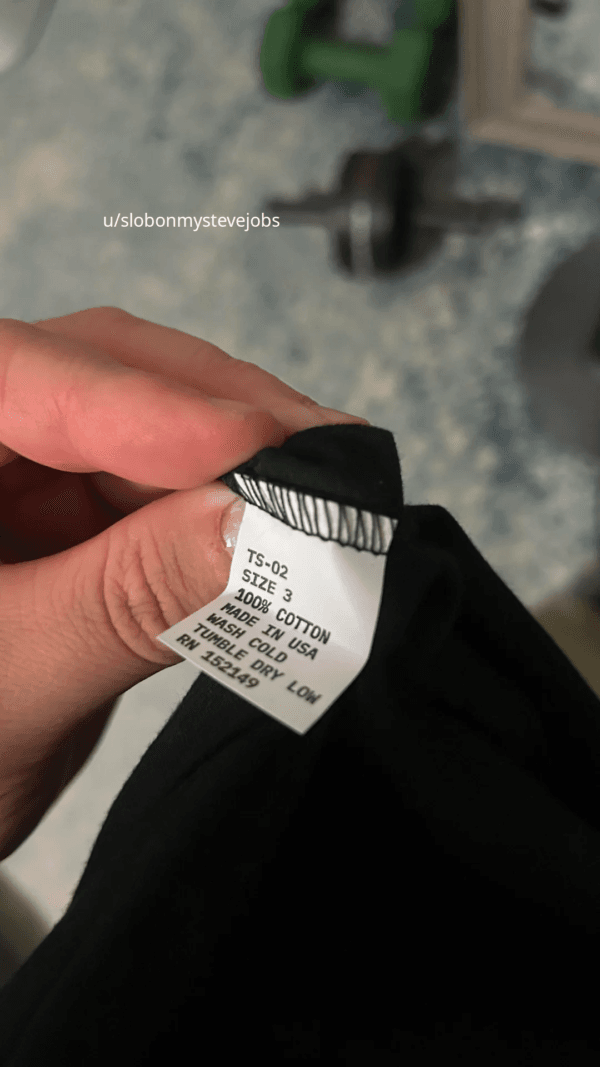 u/slobonmystevejobs
TS-02
SIZE 3
100% COTTON
MADE IN USA
WASH COLD
TUMBLE DRY LOW
RN 152149